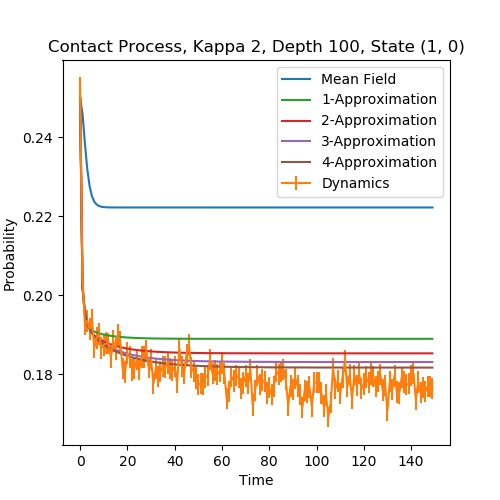 Contact Process, Kappa 2, Depth 100, State (1, 0)
Mean Field
1-Approximation
2-Approximation
3-Approximation
4-Approximation
Dynamics
Probability
0.24
0.22
0.20
0.18
0 20 40 60 80 100 120 140
Time